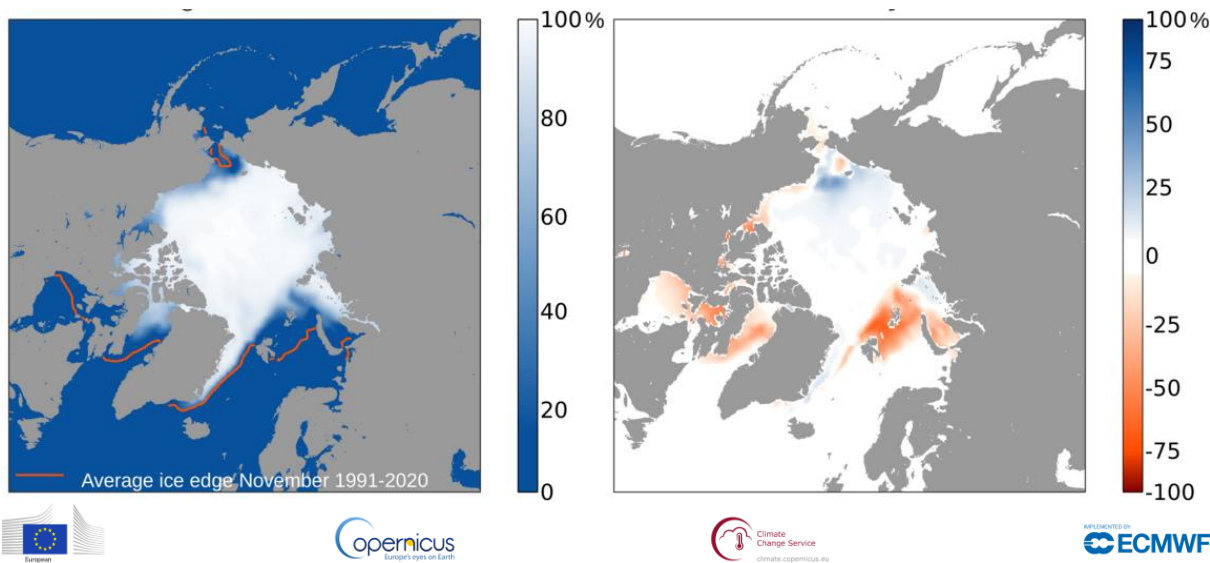 100 %
80
60
40
20
0
Average ice edge November 1991-2020
100 %
75
50
25
0
-25
-50
-75
-100
European
opernicus
Europe's eyes on Earth
Climate
Change Service
climate.copernicus.eu
IMPLEMENTED BY
ECMWF